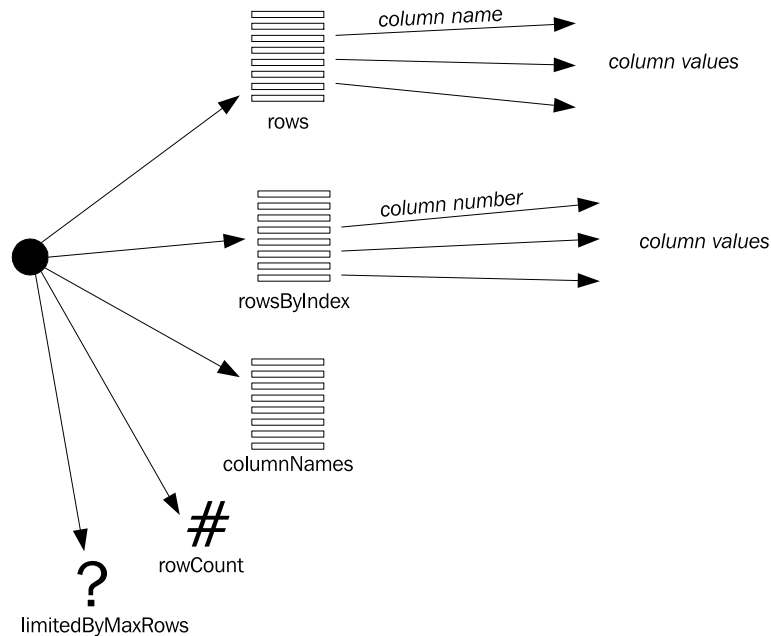 column name
column values
rows
column number
column values
rowsByIndex
columnNames
#
rowCount
?
limitedByMaxRows